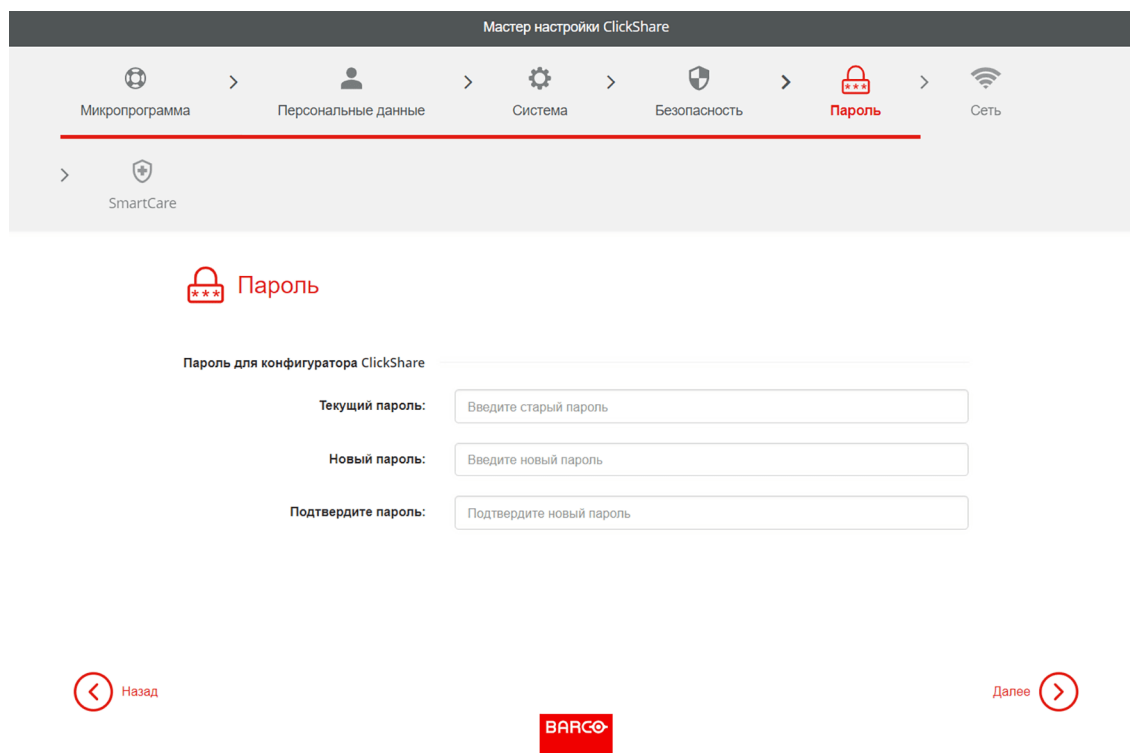 Мастер настройки ClickShare
Микропрограмма
Персональные данные
Система
Безопасность
***
Пароль
Сеть
SmartCare
*** Пароль
Пароль для конфигуратора ClickShare
Текущий пароль: Введите старый пароль
Новый пароль: Введите новый пароль
Подтвердите пароль: Подтвердите новый пароль
Назад
Далее
BARCO